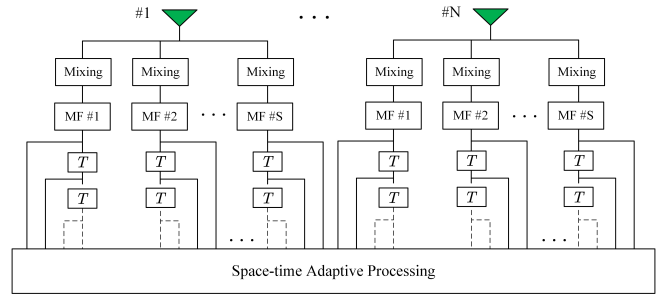 #1 . . . #N
Mixing Mixing Mixing Mixing Mixing Mixing
MF #1 MF #2 . . . MF #S MF #1 MF #2 . . . MF #S
T T T T T T
T T T T T T
. . . . . .
Space-time Adaptive Processing